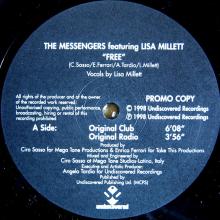 THE MESSENGERS featuring LISA MILLETT
"FREE"
(C.Sasso/E.Ferrari/A.Tardio/L.Millett)
Vocals by Lisa Millett
All rights of the producer and or owner
of the recorded work reserved.
Unauthorised copying, public performance,
broadcasting, hiring or rental of
this recording prohibited.
PROMO COPY
℗ 1998 Undiscovered Recordings
© 1998 Undiscovered Recordings
A Side: Original Club 6'08"
Original Radio 3'56"
Produced by
Ciro Sasso for Mega Tone Productions & Enrico Ferrari for Take This Productions
Mixed and Engineered by
Ciro Sasso at Mega Tone Studios-Latina, Italy
Executive and Artistic Producer
Angelo Tardio for Undiscovered Recordings
Published by
Undiscovered Publishing Ltd. (MCPS)
undiscovered